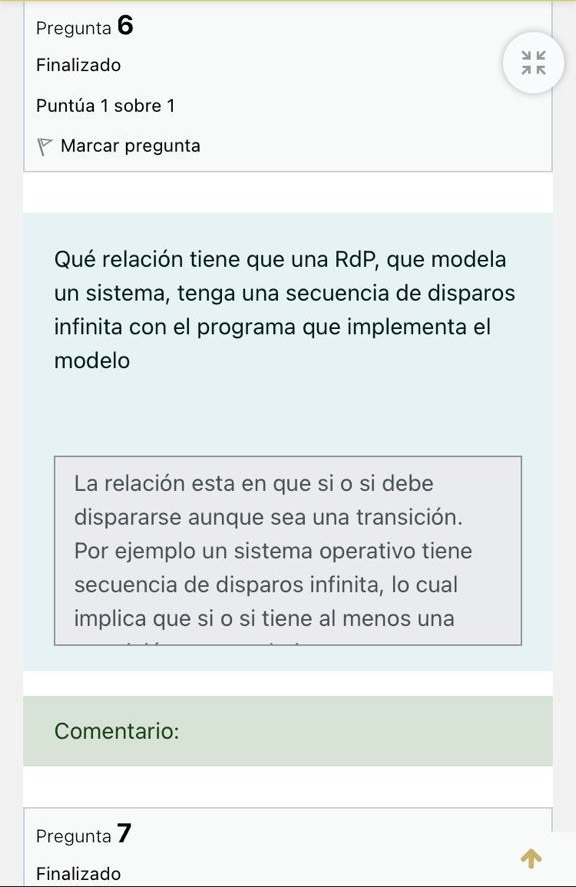 Pregunta 6
Finalizado
Puntúa 1 sobre 1
Marcar pregunta
Qué relación tiene que una RdP, que modela
un sistema, tenga una secuencia de disparos
infinita con el programa que implementa el
modelo
La relación esta en que si o si debe
dispararse aunque sea una transición.
Por ejemplo un sistema operativo tiene
secuencia de disparos infinita, lo cual
implica que si o si tiene al menos una
Comentario:
Pregunta 7
Finalizado